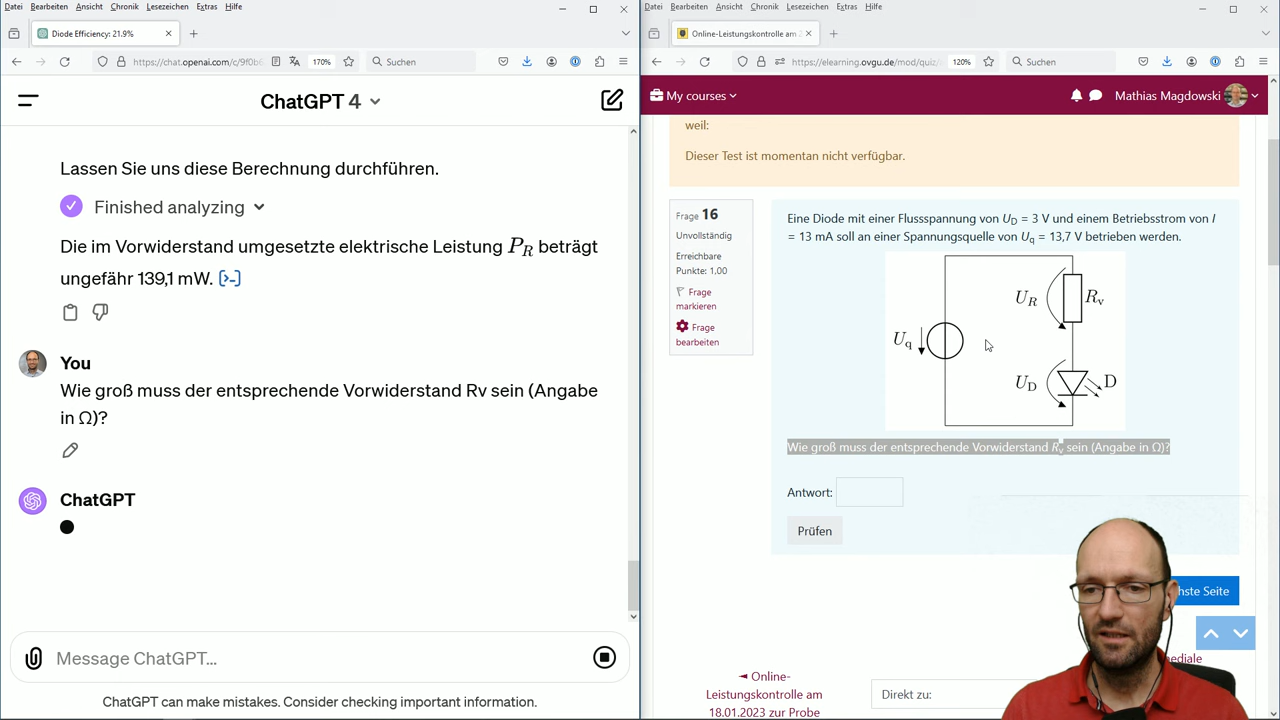 Datei Bearbeiten Ansicht Chronik Lesezeichen Extras Hilfe
Diode Efficiency: 21.9%
https://chat.openai.com/c/9f0b6
170%
Suchen
ChatGPT 4
Lassen Sie uns diese Berechnung durchführen.
Finished analyzing
Die im Vorwiderstand umgesetzte elektrische Leistung P_R beträgt
ungefähr 139,1 mW. [>-]
You
Wie groß muss der entsprechende Vorwiderstand Rv sein (Angabe
in Ω)?
ChatGPT
Message ChatGPT...
ChatGPT can make mistakes. Consider checking important information.
Datei Bearbeiten Ansicht Chronik Lesezeichen Extras Hilfe
Online-Leistungskontrolle am
https://elearning.ovgu.de/mod/quiz/
120%
Suchen
My courses
Mathias Magdowski
weil:
Dieser Test ist momentan nicht verfügbar.
Frage 16
Unvollständig
Erreichbare
Punkte: 1,00
Frage
markieren
Frage
bearbeiten
Eine Diode mit einer Flussspannung von U_D = 3 V und einem Betriebsstrom von I
= 13 mA soll an einer Spannungsquelle von U_q = 13,7 V betrieben werden.
U_R
R_v
U_q
U_D
D
Wie groß muss der entsprechende Vorwiderstand R_v sein (Angabe in Ω)?
Antwort:
Prüfen
hste Seite
◄ Online-
Leistungskontrolle am
18.01.2023 zur Probe
Direkt zu:
mediale